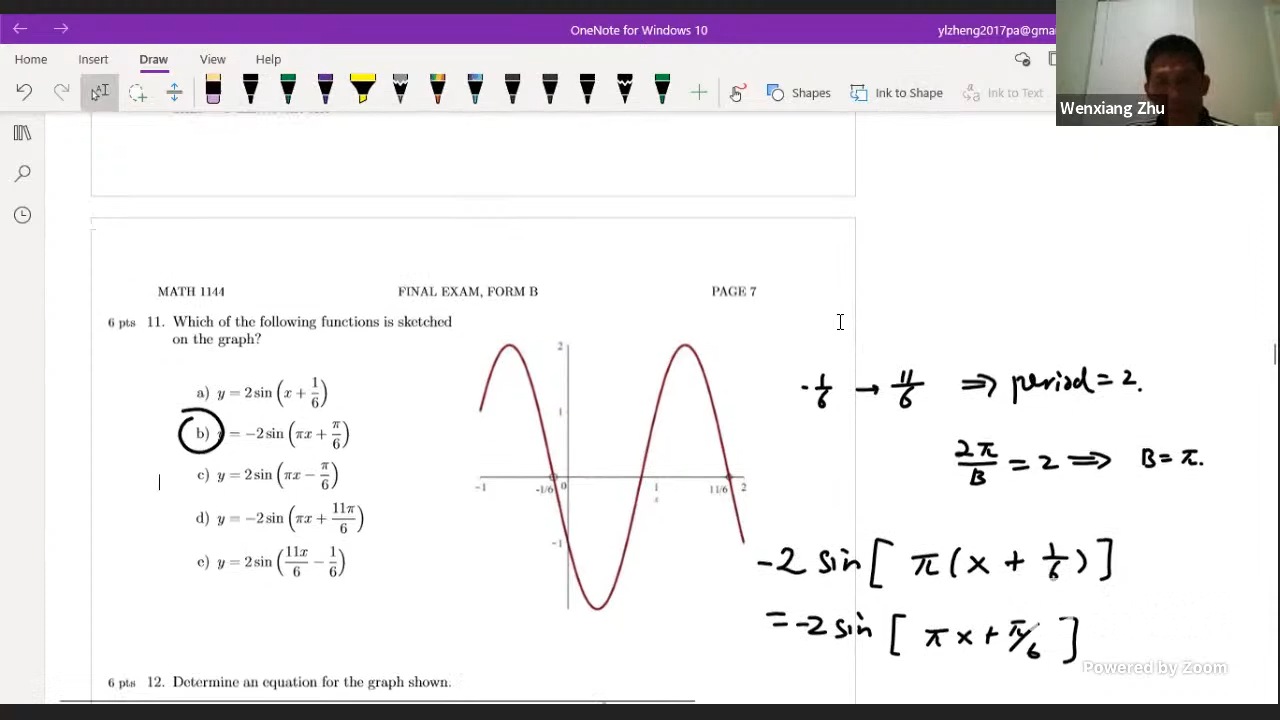 OneNote for Windows 10
ylzheng2017pa@gma
Home Insert Draw View Help
Shapes Ink to Shape Ink to Text
Wenxiang Zhu
MATH 1144 FINAL EXAM, FORM B PAGE 7
6 pts 11. Which of the following functions is sketched
on the graph?
a) y = 2 sin (x + 1/6)
b) = −2 sin (πx + π/6)
c) y = 2 sin (πx − π/6)
d) y = −2 sin (πx + 11π/6)
e) y = 2 sin (11x/6 − 1/6)
2
1
-1 -1/6 0 1 11/6 2
x
-1
-1/6 → 11/6 ⇒ period = 2.
2π/B = 2 ⇒ B = π.
-2 sin [ π(x + 1/6) ]
= -2 sin [ πx + π/6 ]
6 pts 12. Determine an equation for the graph shown.
Powered by Zoom